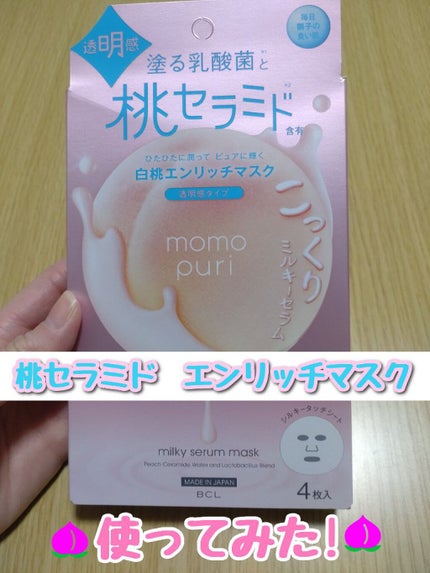 透明感
毎日
調子の
良い肌
塗る乳酸菌※1と
桃セラミド※2
含有
ひたひたに潤って ピュアに輝く
白桃エンリッチマスク
透明感タイプ
こっくり
ミルキーセラム
momo
puri
桃セラミド エンリッチマスク
シルキータッチシート
milky serum mask
Peach Ceramide Water and Lactobacillus Blend
MADE IN JAPAN
BCL
4枚入
使ってみた!